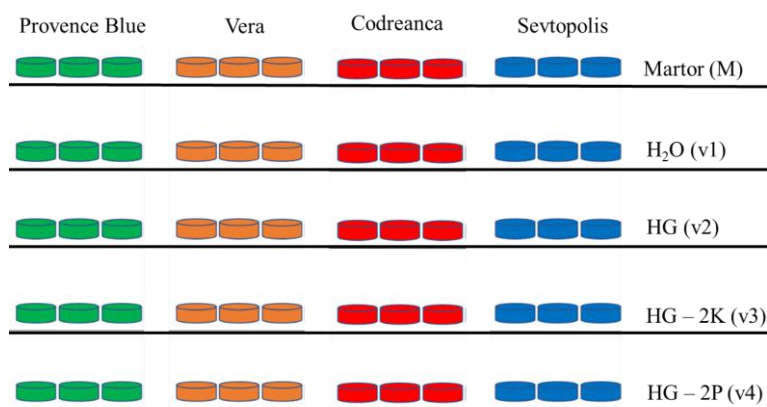 Provence Blue Vera Codreanca Sevtopolis
Martor (M)
H₂O (v1)
HG (v2)
HG – 2K (v3)
HG – 2P (v4)